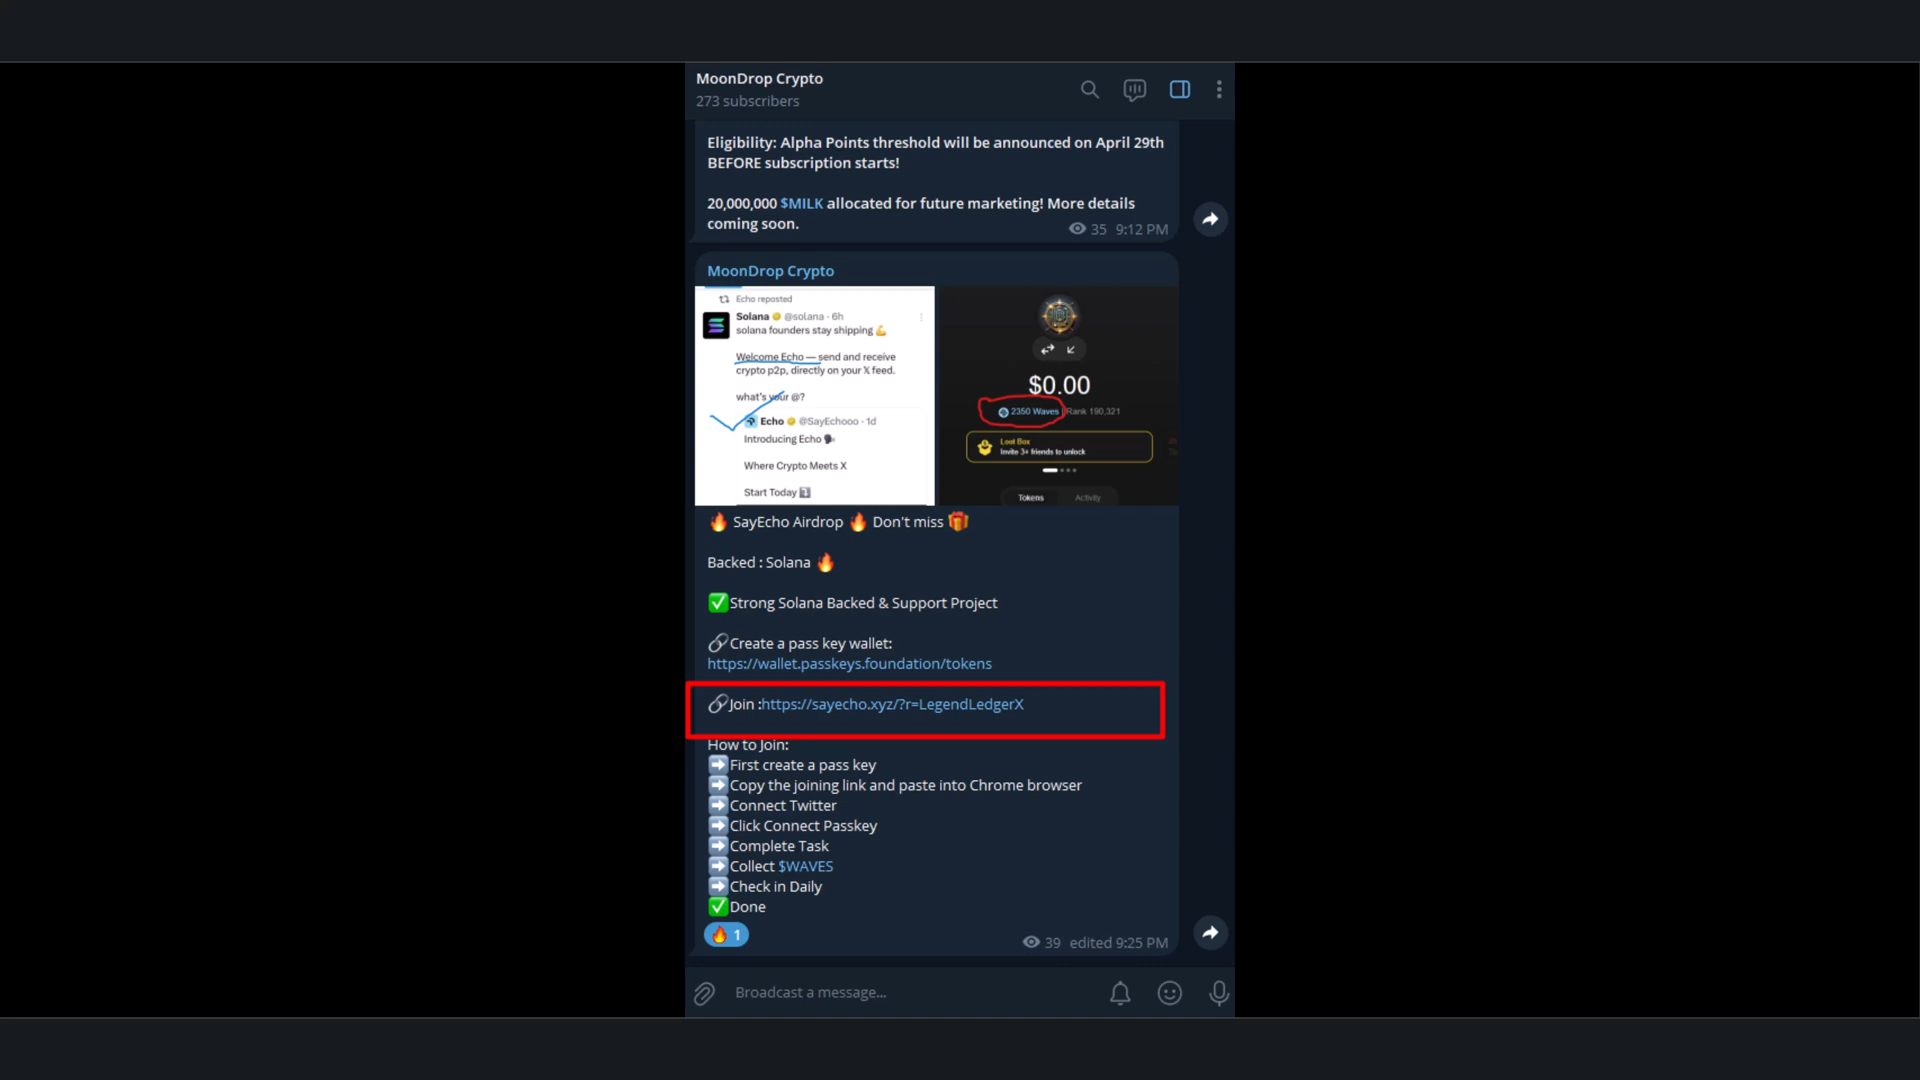 MoonDrop Crypto
273 subscribers
Eligibility: Alpha Points threshold will be announced on April 29th
BEFORE subscription starts!
20,000,000 $MILK allocated for future marketing! More details
coming soon.
35 9:12 PM
MoonDrop Crypto
Echo reposted
Solana @solana · 6h
solana founders stay shipping 💪
Welcome Echo — send and receive
crypto p2p, directly on your 𝕏 feed.
what's your @?
Echo @SayEchooo · 1d
Introducing Echo 🗣
Where Crypto Meets X
Start Today ⤵️
$0.00
2350 Waves Rank 190,321
Loot Box
Invite 3+ friends to unlock
Tokens Activity
🔥 SayEcho Airdrop 🔥 Don't miss 🎁
Backed : Solana 🔥
✅Strong Solana Backed & Support Project
🔗Create a pass key wallet:
https://wallet.passkeys.foundation/tokens
🔗Join :https://sayecho.xyz/?r=LegendLedgerX
How to Join:
➡️First create a pass key
➡️Copy the joining link and paste into Chrome browser
➡️Connect Twitter
➡️Click Connect Passkey
➡️Complete Task
➡️Collect $WAVES
➡️Check in Daily
✅Done
🔥 1
39 edited 9:25 PM
Broadcast a message...